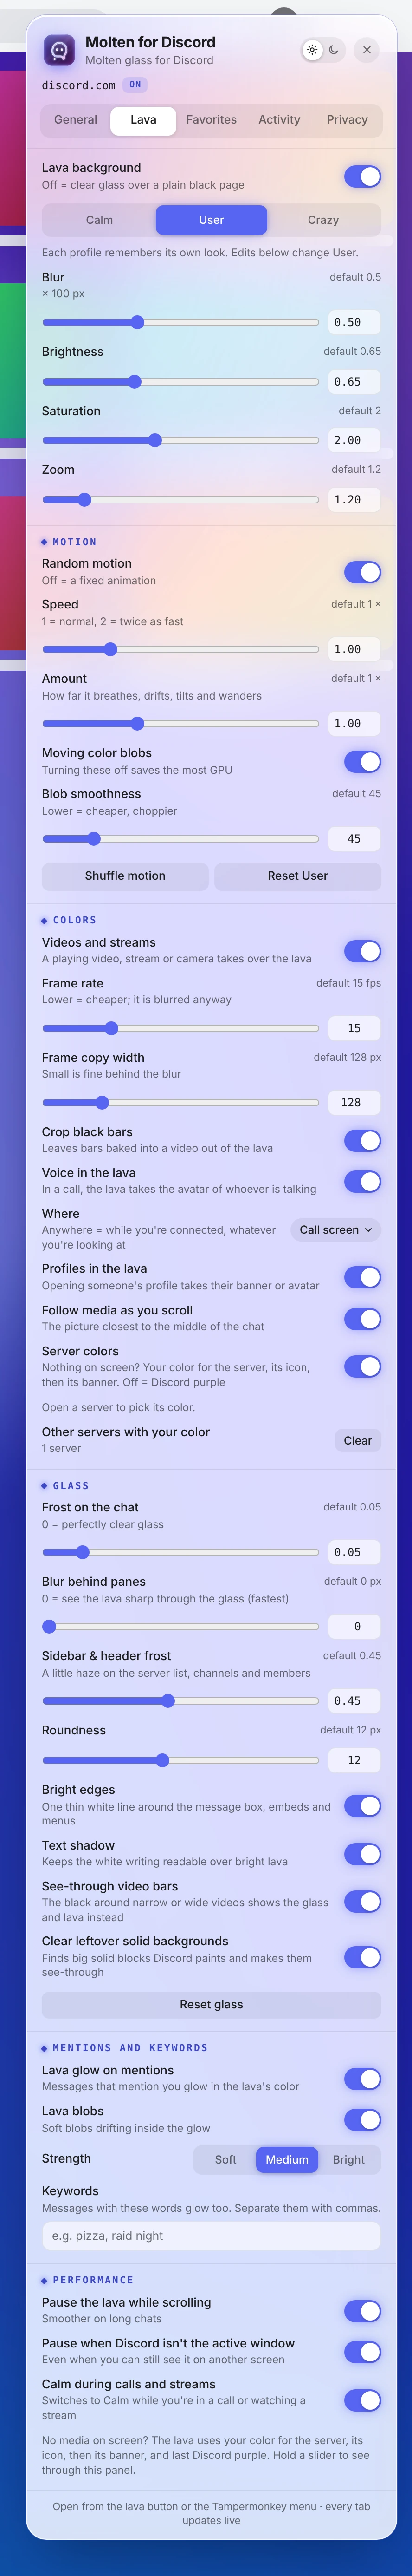 Molten for Discord
Molten glass for Discord
discord.com ON
General Lava Favorites Activity Privacy
Lava background
Off = clear glass over a plain black page
Calm User Crazy
Each profile remembers its own look. Edits below change User.
Blur default 0.5
× 100 px
0.50
Brightness default 0.65
0.65
Saturation default 2
2.00
Zoom default 1.2
1.20
MOTION
Random motion
Off = a fixed animation
Speed default 1 ×
1 = normal, 2 = twice as fast
1.00
Amount default 1 ×
How far it breathes, drifts, tilts and wanders
1.00
Moving color blobs
Turning these off saves the most GPU
Blob smoothness default 45
Lower = cheaper, choppier
45
Shuffle motion Reset User
COLORS
Videos and streams
A playing video, stream or camera takes over the lava
Frame rate default 15 fps
Lower = cheaper; it is blurred anyway
15
Frame copy width default 128 px
Small is fine behind the blur
128
Crop black bars
Leaves bars baked into a video out of the lava
Voice in the lava
In a call, the lava takes the avatar of whoever is talking
Where
Anywhere = while you're connected, whatever
you're looking at
Call screen
Profiles in the lava
Opening someone's profile takes their banner or avatar
Follow media as you scroll
The picture closest to the middle of the chat
Server colors
Nothing on screen? Your color for the server, its icon,
then its banner. Off = Discord purple
Open a server to pick its color.
Other servers with your color
1 server
Clear
GLASS
Frost on the chat default 0.05
0 = perfectly clear glass
0.05
Blur behind panes default 0 px
0 = see the lava sharp through the glass (fastest)
0
Sidebar & header frost default 0.45
A little haze on the server list, channels and members
0.45
Roundness default 12 px
12
Bright edges
One thin white line around the message box, embeds and
menus
Text shadow
Keeps the white writing readable over bright lava
See-through video bars
The black around narrow or wide videos shows the glass
and lava instead
Clear leftover solid backgrounds
Finds big solid blocks Discord paints and makes them
see-through
Reset glass
MENTIONS AND KEYWORDS
Lava glow on mentions
Messages that mention you glow in the lava's color
Lava blobs
Soft blobs drifting inside the glow
Strength Soft Medium Bright
Keywords
Messages with these words glow too. Separate them with commas.
e.g. pizza, raid night
PERFORMANCE
Pause the lava while scrolling
Smoother on long chats
Pause when Discord isn't the active window
Even when you can still see it on another screen
Calm during calls and streams
Switches to Calm while you're in a call or watching a
stream
No media on screen? The lava uses your color for the server, its
icon, then its banner, and last Discord purple. Hold a slider to see
through this panel.
Open from the lava button or the Tampermonkey menu · every tab
updates live